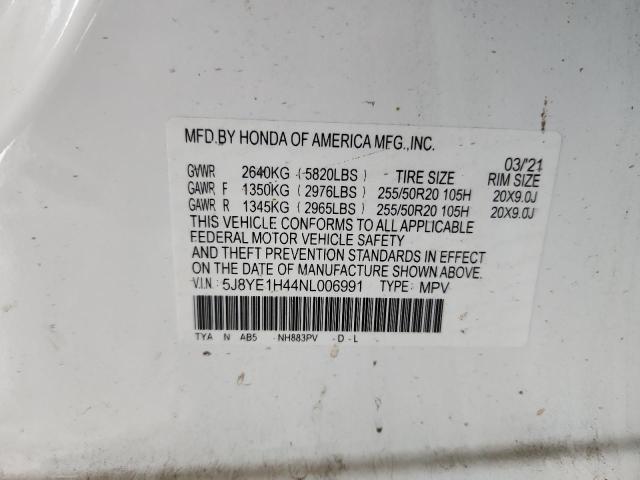 MFD.BY HONDA OF AMERICA MFG.,INC.
03/'21
GVWR 2640KG (5820LBS) TIRE SIZE RIM SIZE
GAWR F 1350KG (2976LBS) 255/50R20 105H 20X9.0J
GAWR R 1345KG (2965LBS) 255/50R20 105H 20X9.0J
THIS VEHICLE CONFORMS TO ALL APPLICABLE
FEDERAL MOTOR VEHICLE SAFETY
AND THEFT PREVENTION STANDARDS IN EFFECT
ON THE DATE OF MANUFACTURE SHOWN ABOVE.
V.I.N: 5J8YE1H44NL006991 TYPE: MPV
TYA N AB5 NH883PV D-L